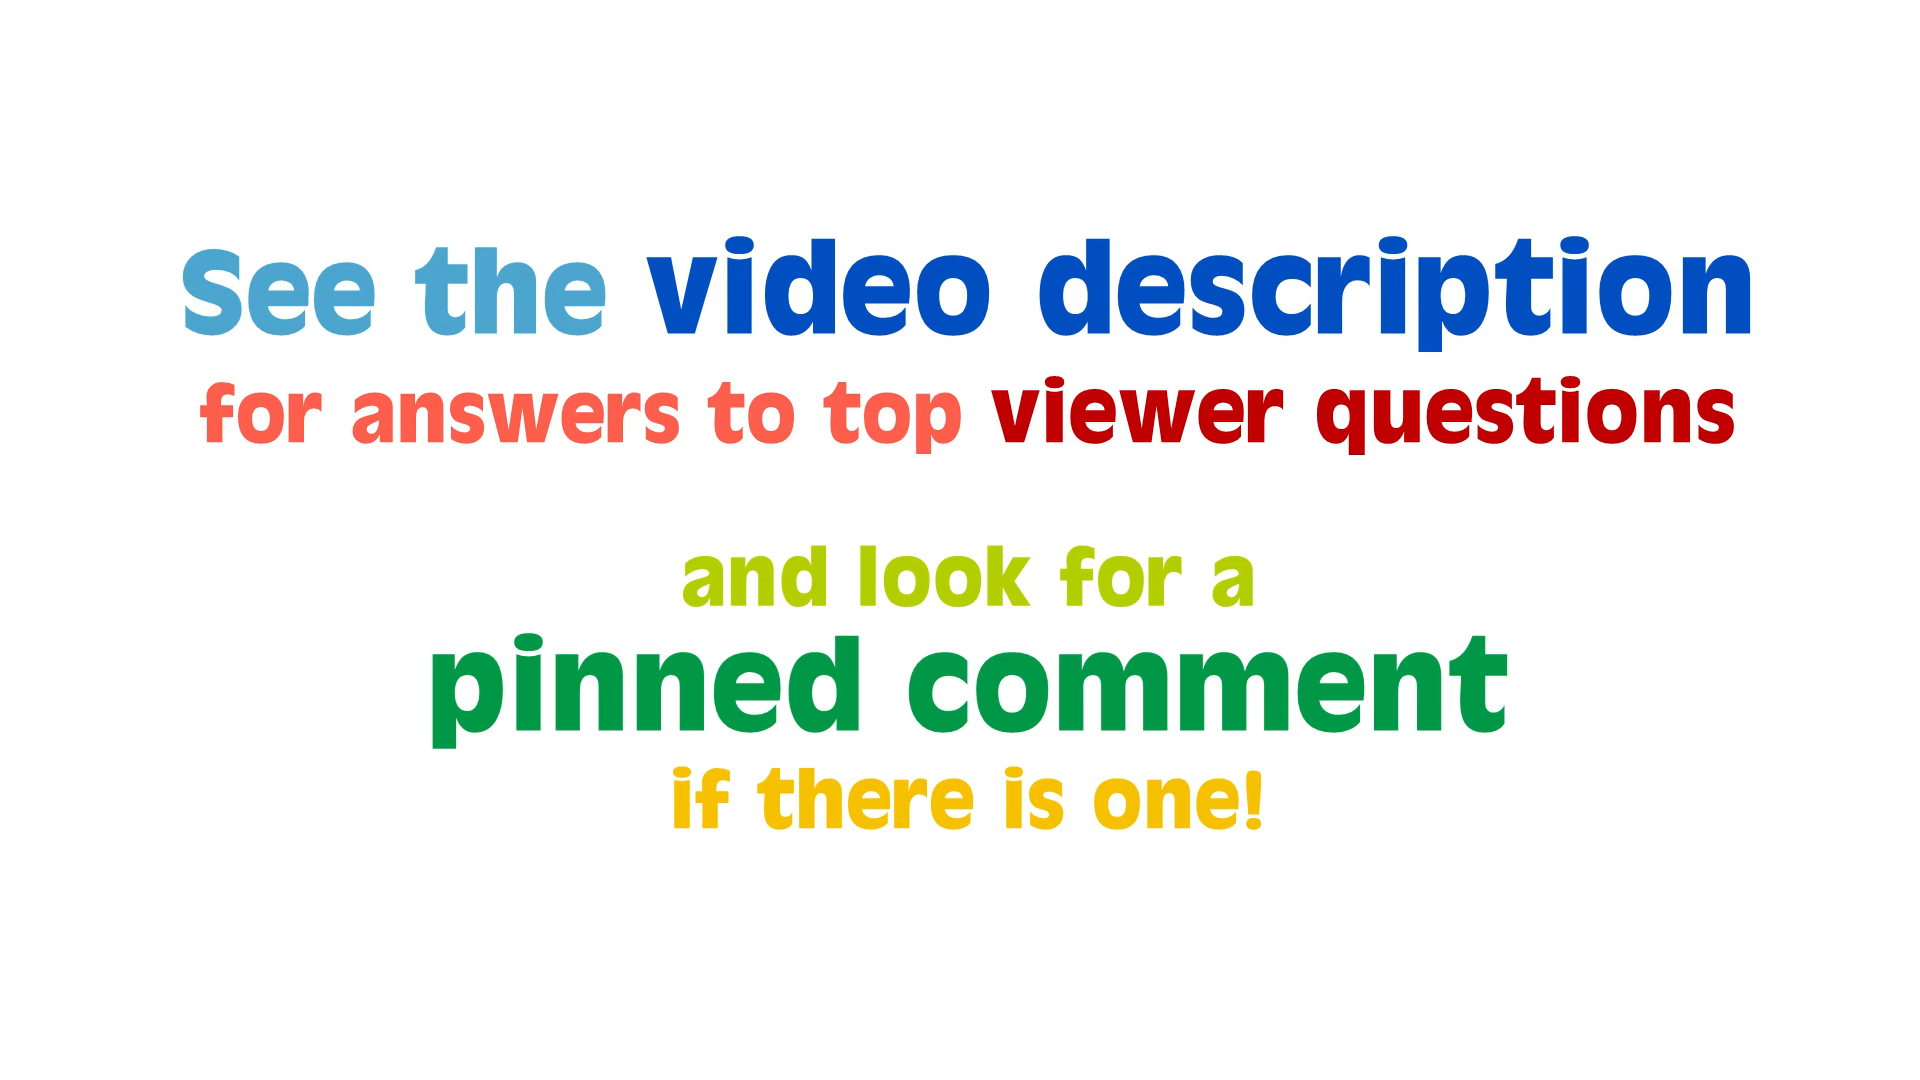 See the video description
for answers to top viewer questions
and look for a
pinned comment
if there is one!